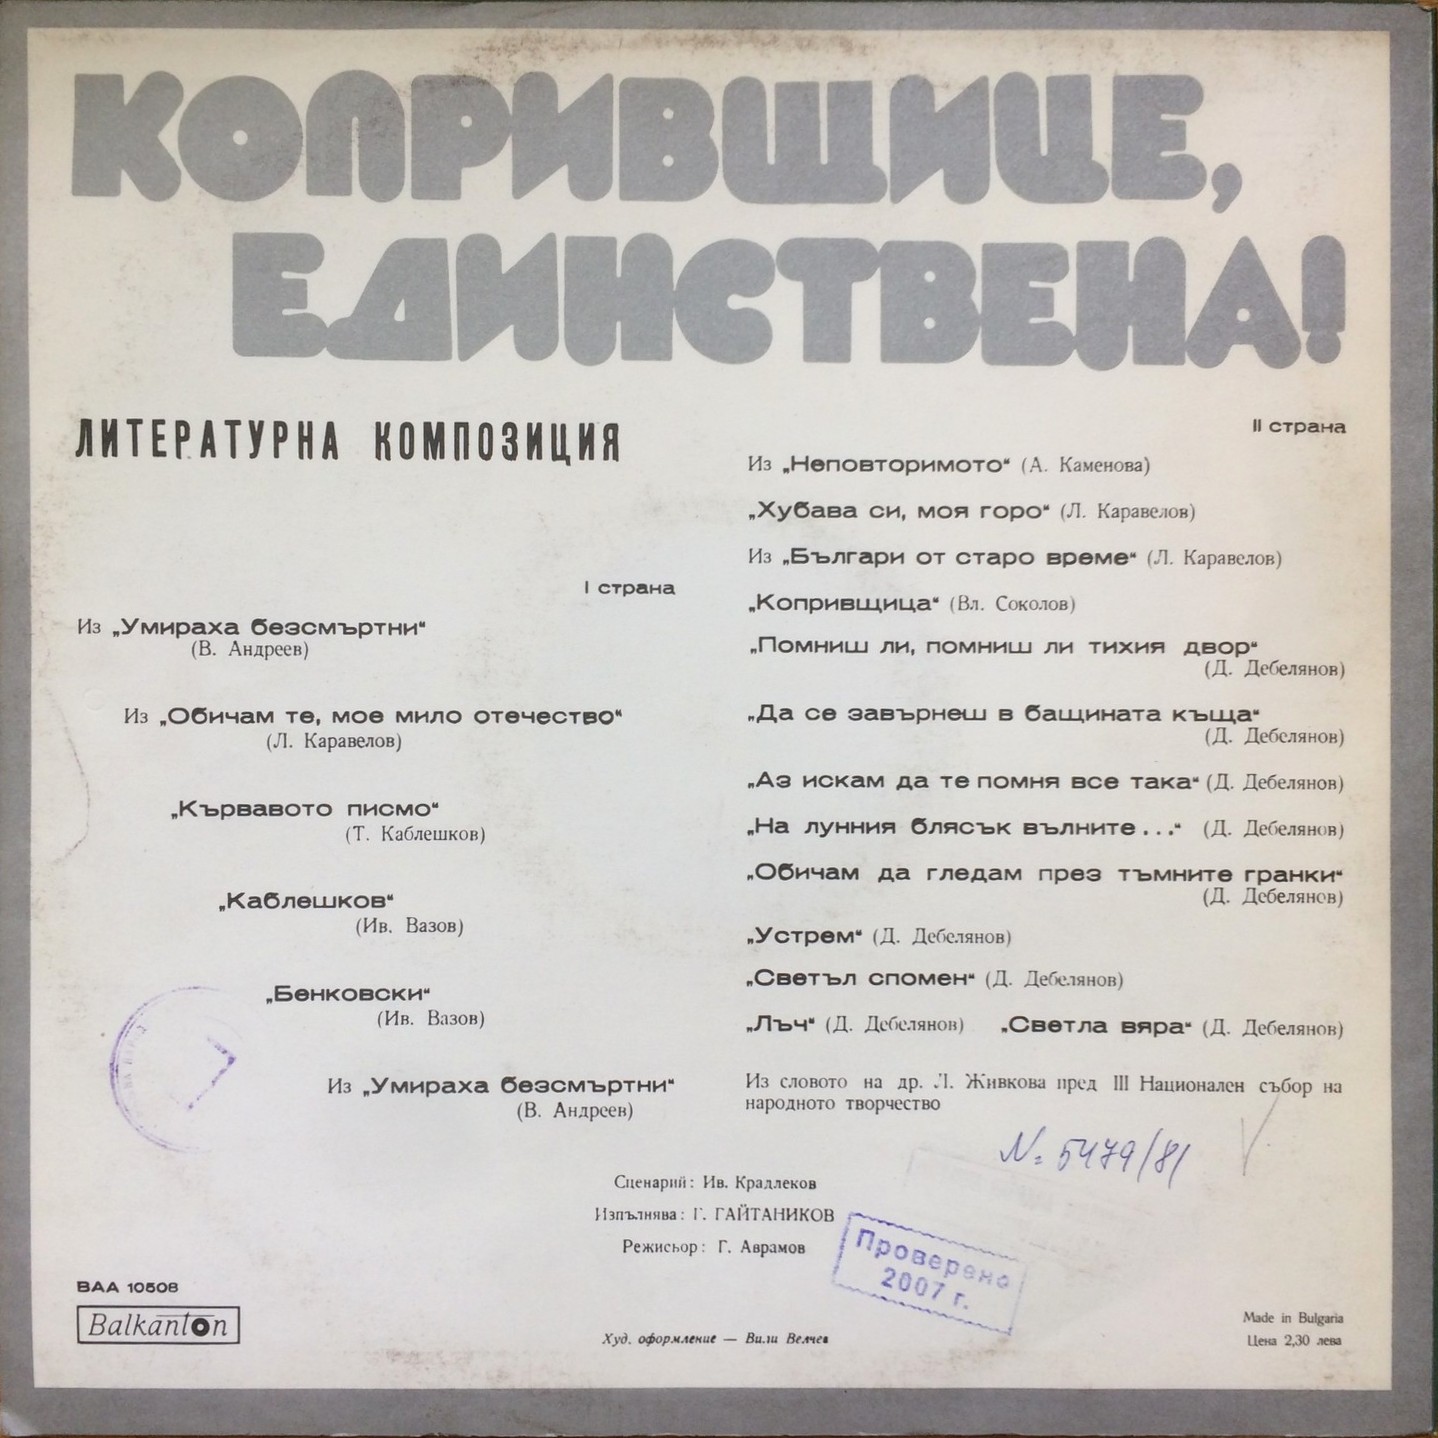 КОПРИВЩИЦЕ,
ЕДИНСТВЕНА!
ЛИТЕРАТУРНА КОМПОЗИЦИЯ
I страна
Из „Умираха безсмъртни“
(В. Андреев)
Из „Обичам те, мое мило отечество“
(Л. Каравелов)
„Кървавото писмо“
(Т. Каблешков)
„Каблешков“
(Ив. Вазов)
„Бенковски“
(Ив. Вазов)
Из „Умираха безсмъртни“
(В. Андреев)
II страна
Из „Неповторимото“ (А. Каменова)
„Хубава си, моя горо“ (Л. Каравелов)
Из „Българи от старо време“ (Л. Каравелов)
„Копривщица“ (Вл. Соколов)
„Помниш ли, помниш ли тихия двор“
(Д. Дебелянов)
„Да се завърнеш в бащината къща“
(Д. Дебелянов)
„Аз искам да те помня все така“ (Д. Дебелянов)
„На лунния блясък вълните...“ (Д. Дебелянов)
„Обичам да гледам през тъмните гранки“
(Д. Дебелянов)
„Устрем“ (Д. Дебелянов)
„Светъл спомен“ (Д. Дебелянов)
„Лъч“ (Д. Дебелянов) „Светла вяра“ (Д. Дебелянов)
Из словото на др. Л. Живкова пред III Национален събор на
народното творчество
№ 5479/81
Сценарий: Ив. Крадлеков
Изпълнява: Г. ГАЙТАНИКОВ
Режисьор: Г. Аврамов
Проверено
2007 г.
ВАА 10508
Balkanton
Худ. оформление — Вили Велчев
Made in Bulgaria
Цена 2,30 лева